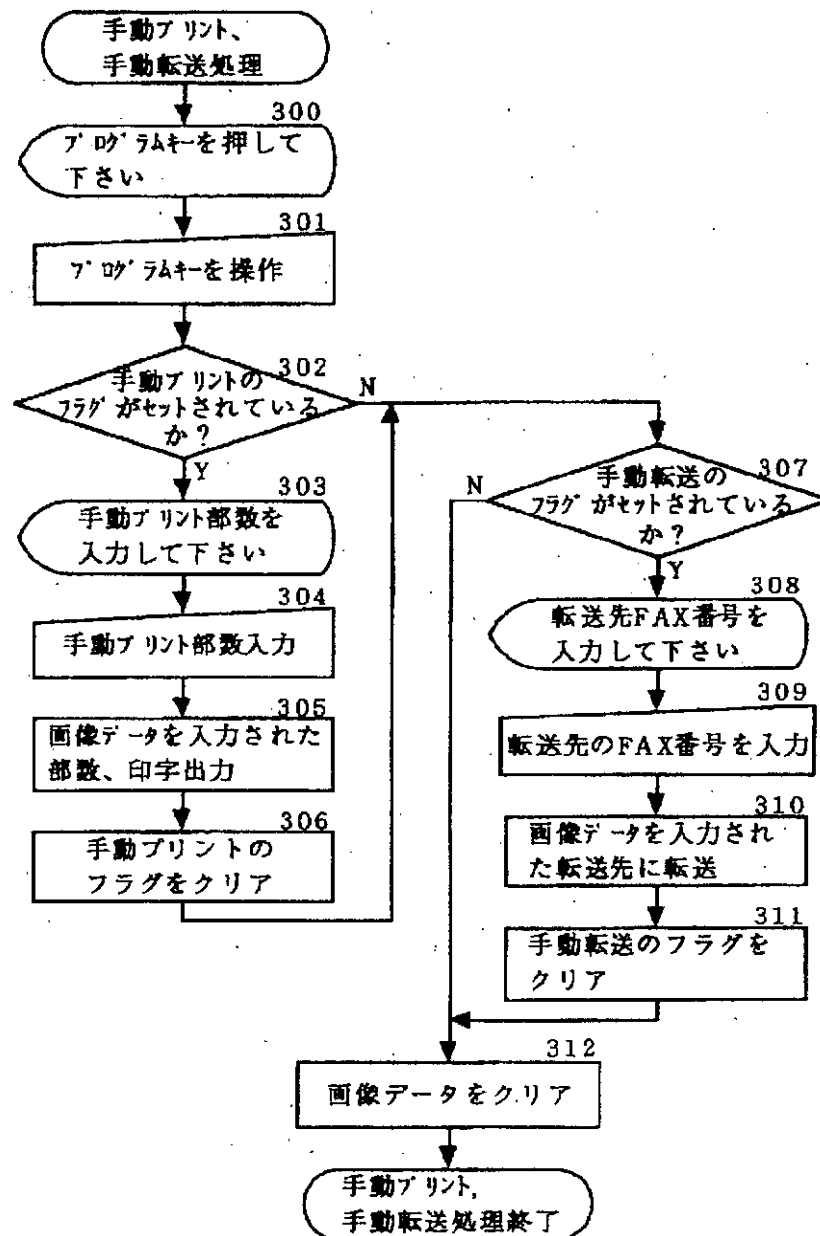 手動プリント、
手動転送処理
300
プログラムキーを押して
下さい
301
プログラムキーを操作
302
手動プリントの
フラグがセットされている
か？
N
Y
303
手動プリント部数を
入力して下さい
304
手動プリント部数入力
305
画像データを入力された
部数、印字出力
306
手動プリントの
フラグをクリア
307
手動転送の
フラグがセットされている
か？
N
Y
308
転送先FAX番号を
入力して下さい
309
転送先のFAX番号を入力
310
画像データを入力され
た転送先に転送
311
手動転送のフラグを
クリア
312
画像データをクリア
手動プリント,
手動転送処理終了